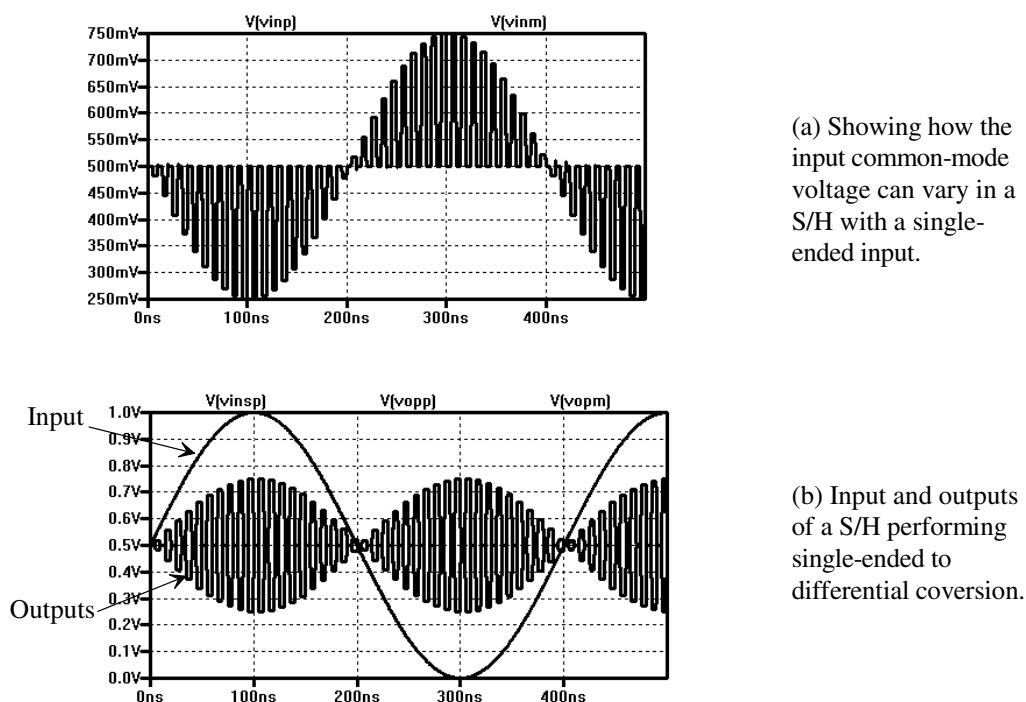 V(vinp) V(vinm)
750mV
700mV
650mV
600mV
550mV
500mV
450mV
400mV
350mV
300mV
250mV
0ns 100ns 200ns 300ns 400ns
(a) Showing how the
input common-mode
voltage can vary in a
S/H with a single-
ended input.
V(vinsp) V(vopp) V(vopm)
Input
Outputs
1.0V
0.9V
0.8V
0.7V
0.6V
0.5V
0.4V
0.3V
0.2V
0.1V
0.0V
0ns 100ns 200ns 300ns 400ns
(b) Input and outputs
of a S/H performing
single-ended to
differential coversion.